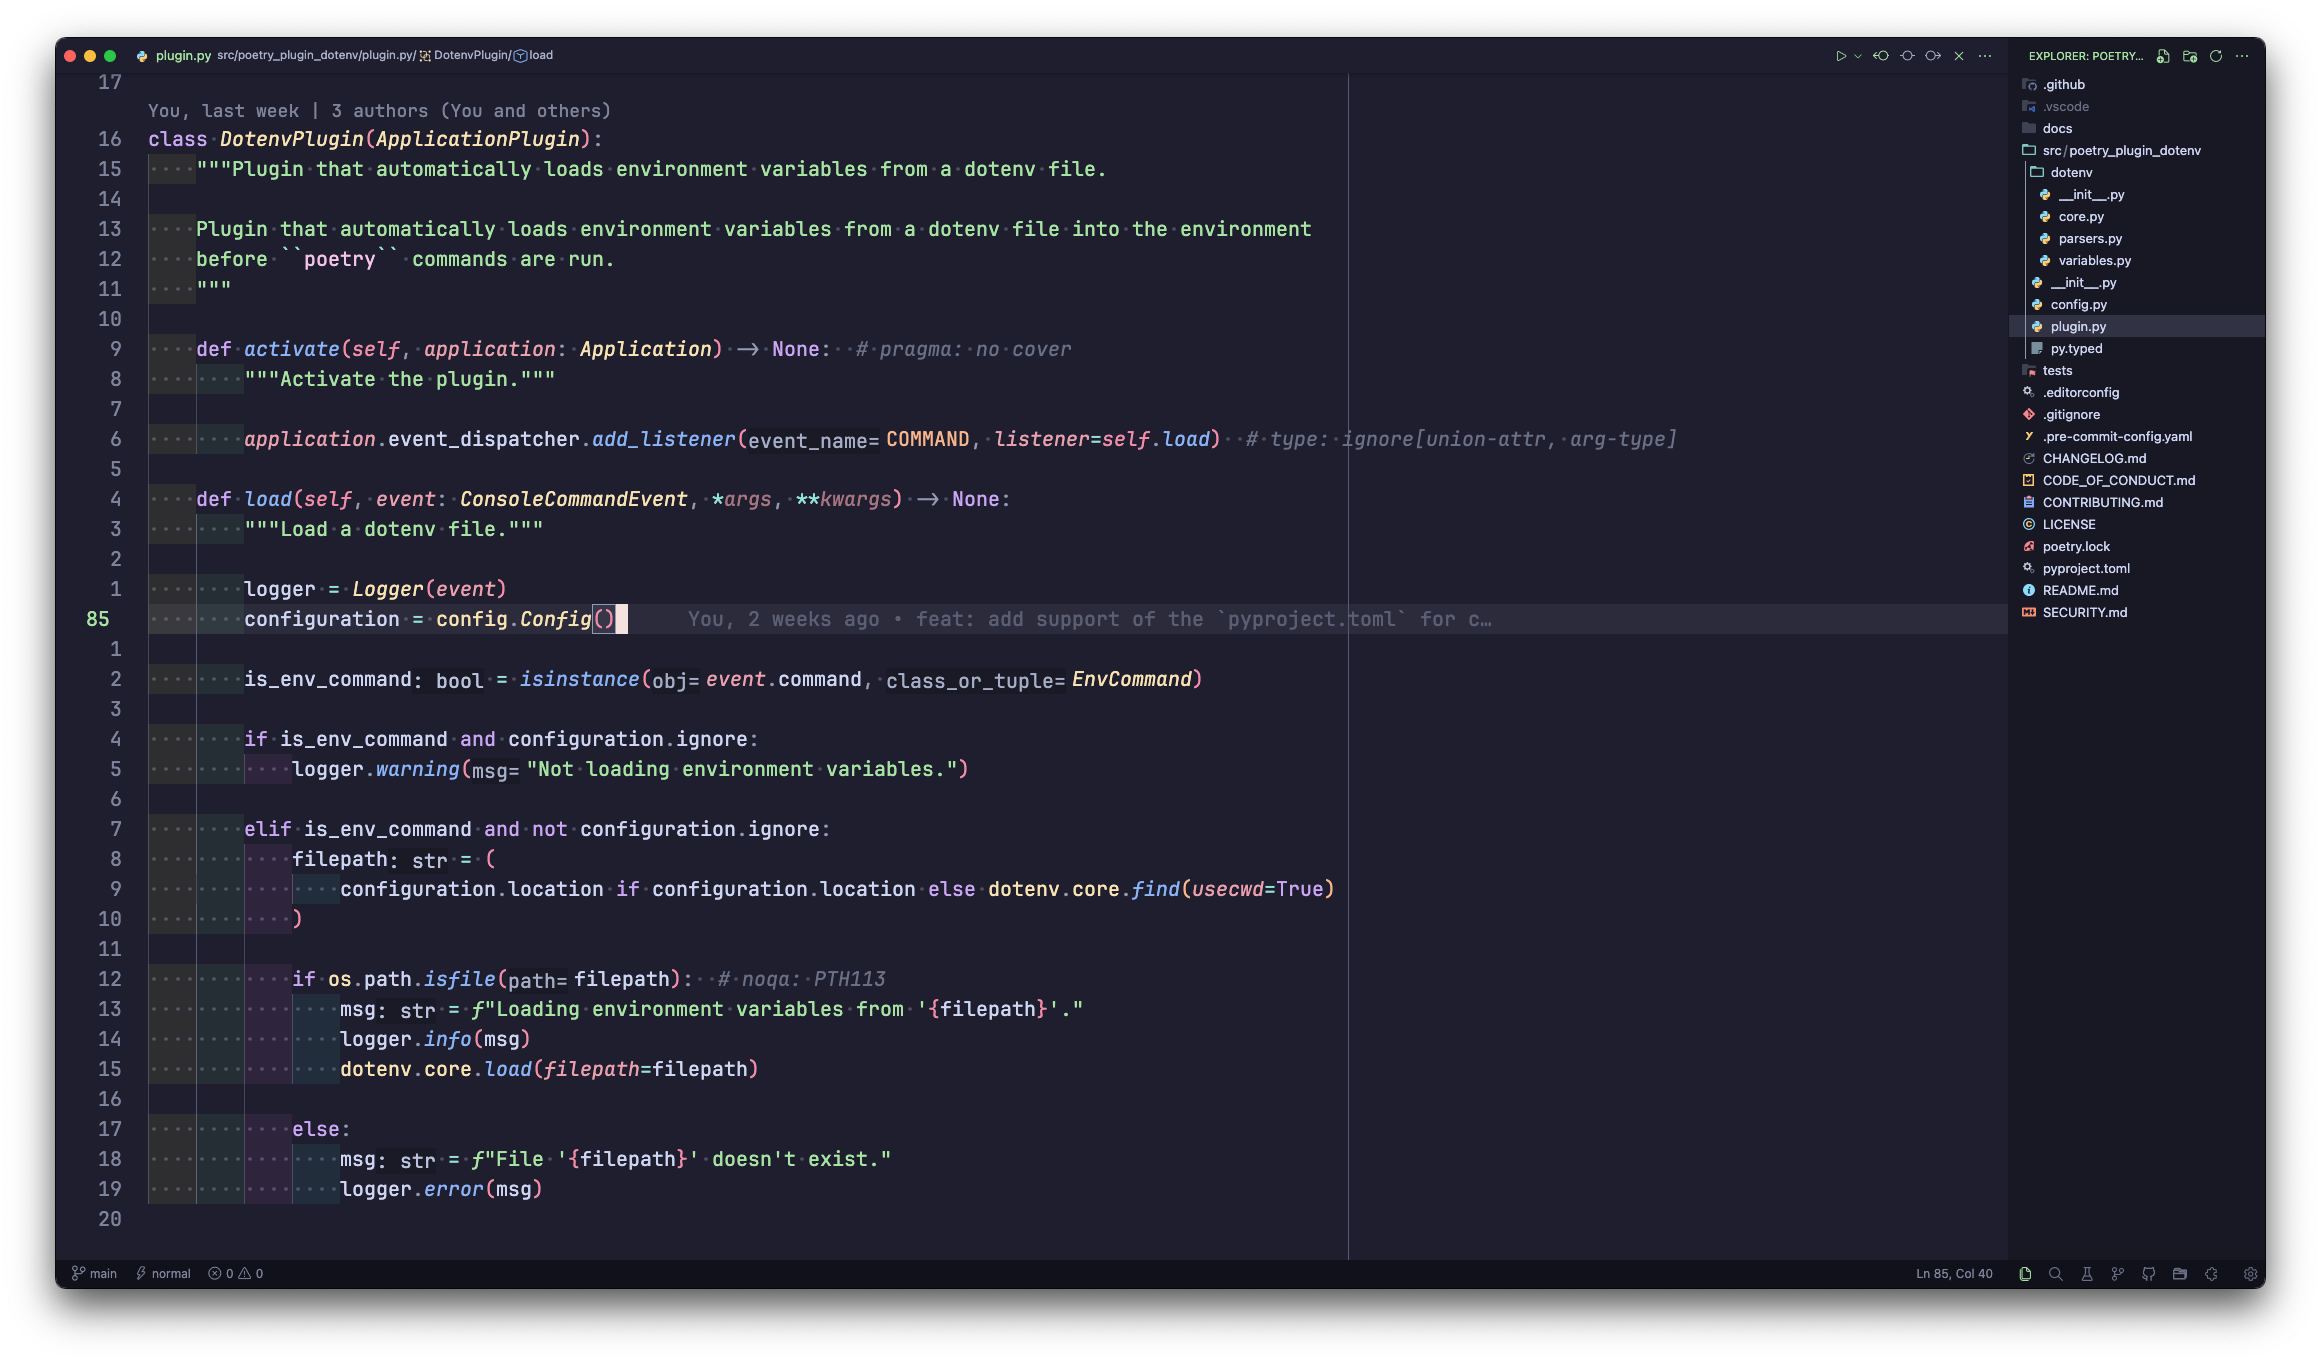 plugin.py src/poetry_plugin_dotenv/plugin.py/ DotenvPlugin/ load
17
You, last week | 3 authors (You and others)
16 class DotenvPlugin(ApplicationPlugin):
15 """Plugin that automatically loads environment variables from a dotenv file.
14
13 Plugin that automatically loads environment variables from a dotenv file into the environment
12 before ``poetry`` commands are run.
11 """
10
9 def activate(self, application: Application) -> None:  # pragma: no cover
8 """Activate the plugin."""
7
6 application.event_dispatcher.add_listener(event_name= COMMAND, listener=self.load)  # type: ignore[union-attr, arg-type]
5
4 def load(self, event: ConsoleCommandEvent, *args, **kwargs) -> None:
3 """Load a dotenv file."""
2
1 logger = Logger(event)
85 configuration = config.Config() You, 2 weeks ago • feat: add support of the `pyproject.toml` for c…
1
2 is_env_command: bool = isinstance(obj= event.command, class_or_tuple= EnvCommand)
3
4 if is_env_command and configuration.ignore:
5 logger.warning(msg= "Not loading environment variables.")
6
7 elif is_env_command and not configuration.ignore:
8 filepath: str = (
9 configuration.location if configuration.location else dotenv.core.find(usecwd=True)
10 )
11
12 if os.path.isfile(path= filepath):  # noqa: PTH113
13 msg: str = f"Loading environment variables from '{filepath}'."
14 logger.info(msg)
15 dotenv.core.load(filepath=filepath)
16
17 else:
18 msg: str = f"File '{filepath}' doesn't exist."
19 logger.error(msg)
20
EXPLORER: POETRY...
.github
.vscode
docs
src/poetry_plugin_dotenv
dotenv
__init__.py
core.py
parsers.py
variables.py
__init__.py
config.py
plugin.py
py.typed
tests
.editorconfig
.gitignore
.pre-commit-config.yaml
CHANGELOG.md
CODE_OF_CONDUCT.md
CONTRIBUTING.md
LICENSE
poetry.lock
pyproject.toml
README.md
SECURITY.md
main normal 0 0 Ln 85, Col 40